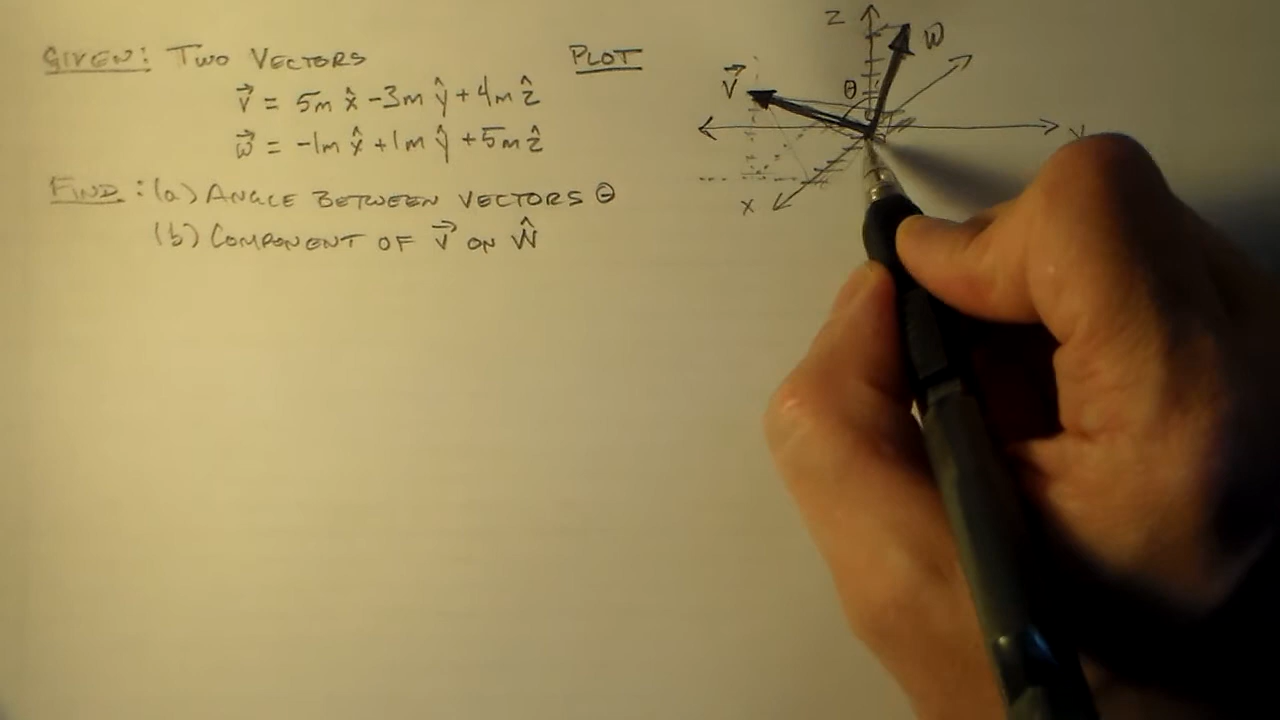 GIVEN: TWO VECTORS
V⃗ = 5m x̂ -3m ŷ + 4m ẑ
w⃗ = -1m x̂ + 1m ŷ + 5m ẑ
FIND: (a) ANGLE BETWEEN VECTORS Θ
(b) COMPONENT OF V⃗ ON Ŵ
PLOT
Z
W
V⃗
θ
Y
X